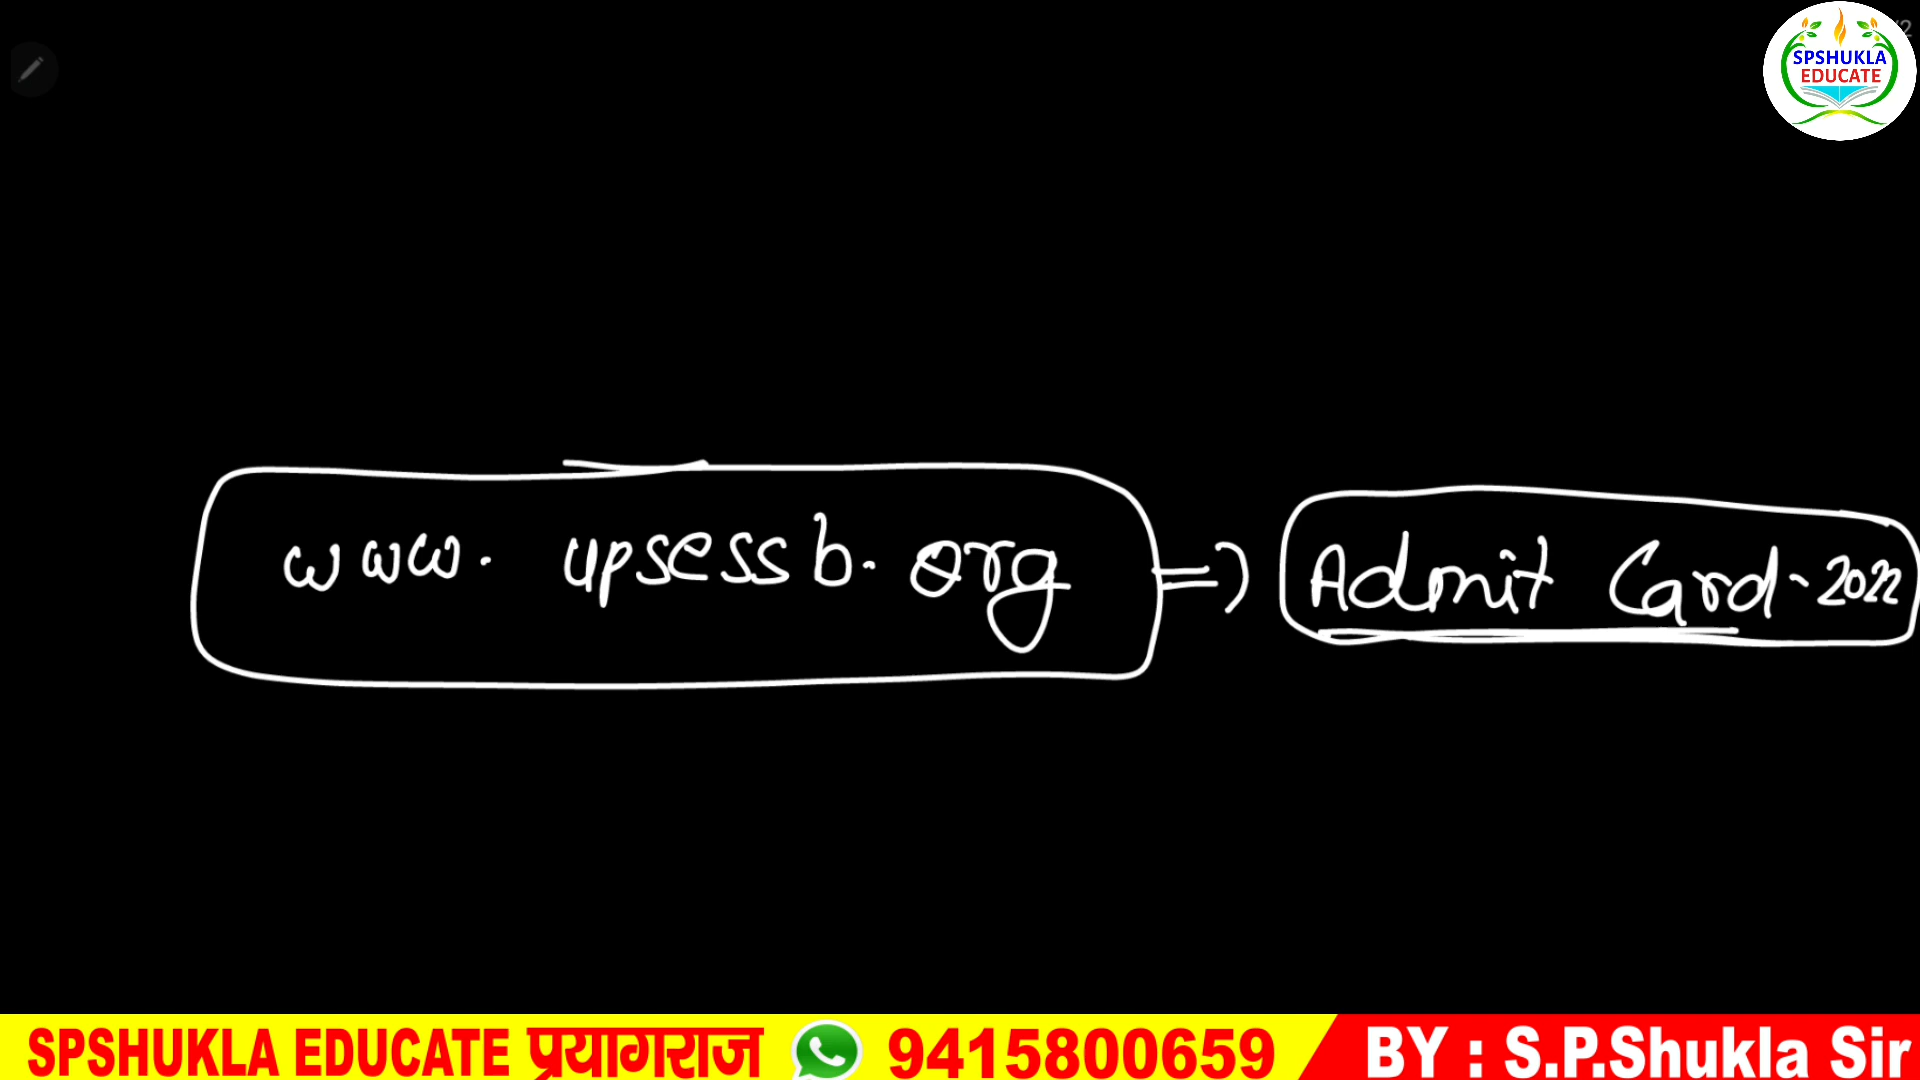 SPSHUKLA
EDUCATE
www. upsessb. org => Admit Card-2022
SPSHUKLA EDUCATE प्रयागराज 9415800659 BY : S.P.Shukla Sir